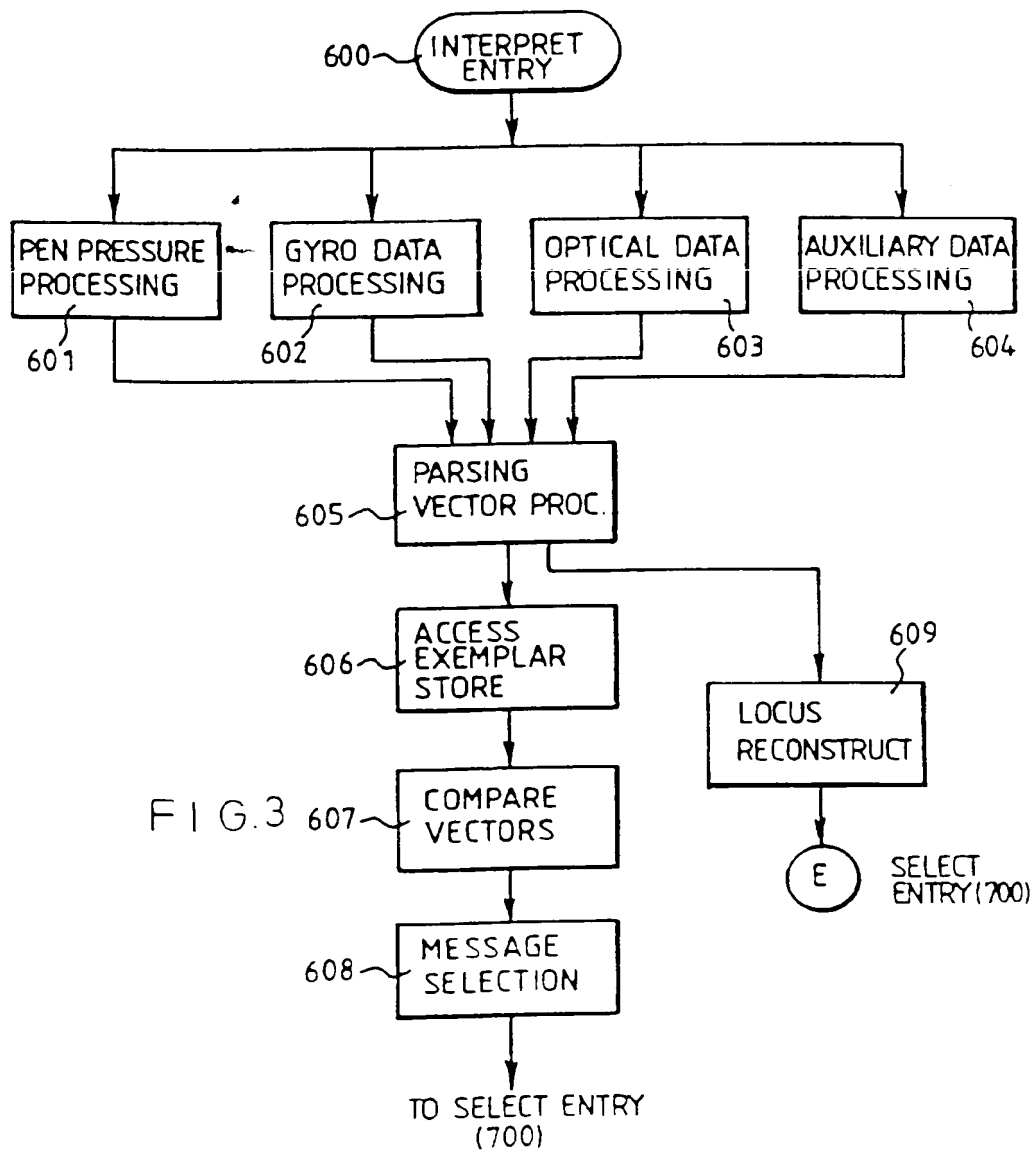 600
INTERPRET
ENTRY
PEN PRESSURE
PROCESSING
601
GYRO DATA
PROCESSING
602
OPTICAL DATA
PROCESSING
603
AUXILIARY DATA
PROCESSING
604
605
PARSING
VECTOR PROC.
606
ACCESS
EXEMPLAR
STORE
609
LOCUS
RECONSTRUCT
FIG.3
607
COMPARE
VECTORS
E
SELECT
ENTRY(700)
608
MESSAGE
SELECTION
TO SELECT ENTRY
(700)